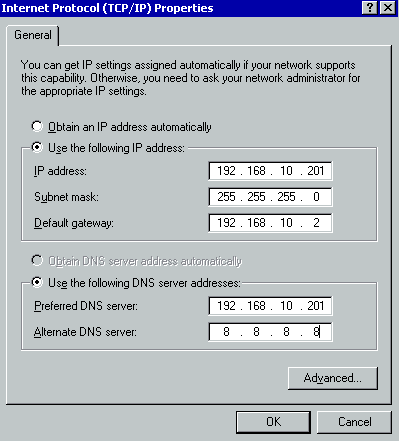 Internet Protocol (TCP/IP) Properties ? X
General
You can get IP settings assigned automatically if your network supports
this capability. Otherwise, you need to ask your network administrator for
the appropriate IP settings.
Obtain an IP address automatically
Use the following IP address:
IP address: 192 . 168 . 10 . 201
Subnet mask: 255 . 255 . 255 . 0
Default gateway: 192 . 168 . 10 . 2
Obtain DNS server address automatically
Use the following DNS server addresses:
Preferred DNS server: 192 . 168 . 10 . 201
Alternate DNS server: 8 . 8 . 8 . 8
Advanced...
OK Cancel